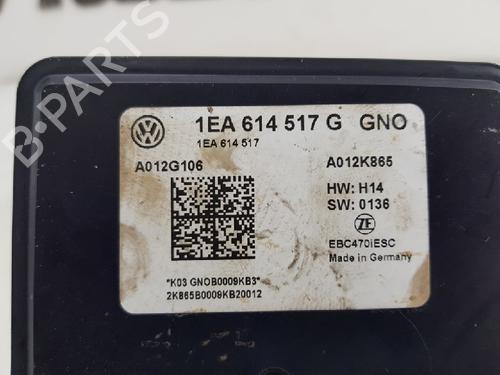 1EA 614 517 G GNO
1EA 614 517
A012G106 A012K865
HW: H14
SW: 0136
ZF
EBC470iESC
Made in Germany
*K03 GNOB0009KB3*
2K865B0009KB20012
B-PARTS